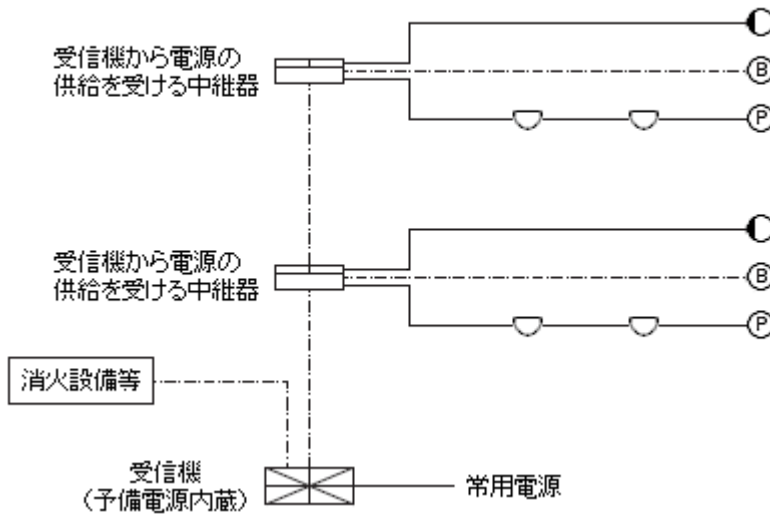 受信機から電源の
供給を受ける中継器
B
P
受信機から電源の
供給を受ける中継器
B
P
消火設備等
受信機
（予備電源内蔵）
常用電源